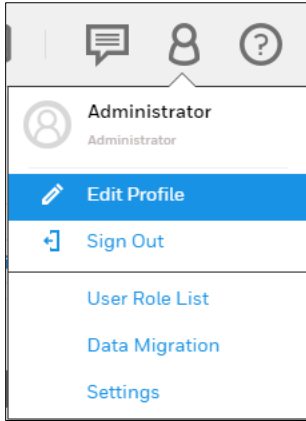 Administrator
Administrator
Edit Profile
Sign Out
User Role List
Data Migration
Settings